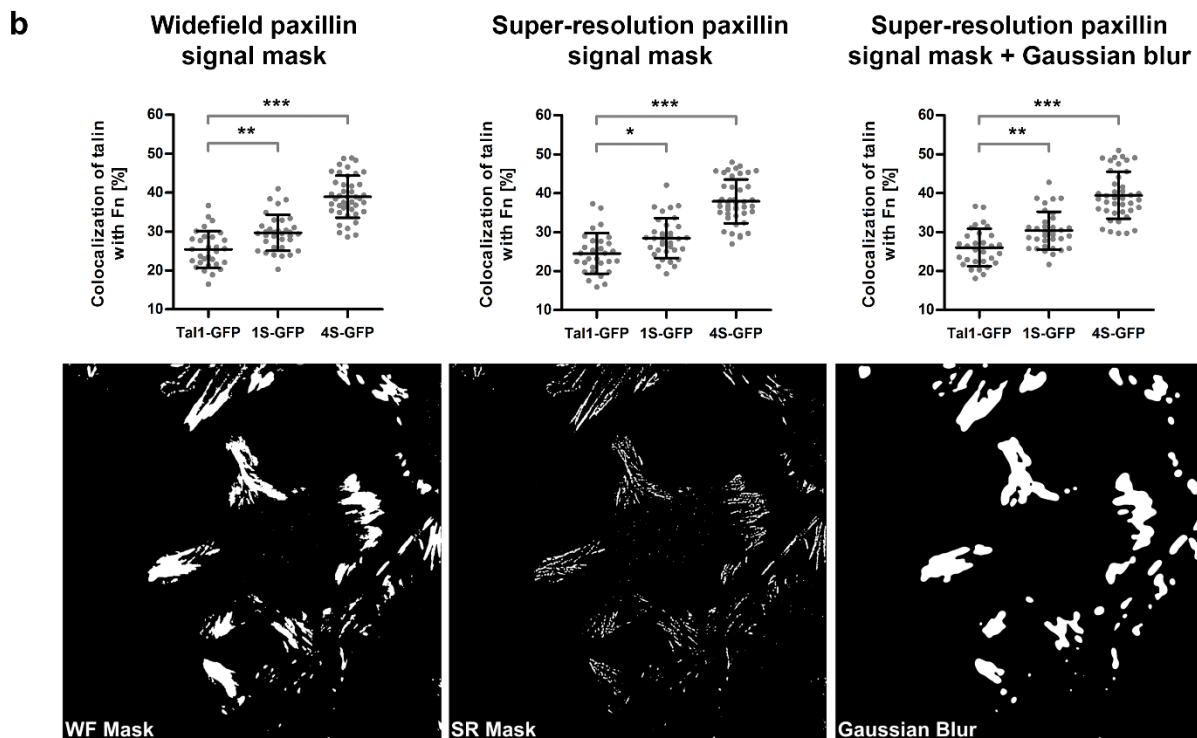 b
Widefield paxillin
signal mask
Super-resolution paxillin
signal mask
Super-resolution paxillin
signal mask + Gaussian blur
Colocalization of talin
with Fn [%]
60
50
40
30
20
10
***
**
Tal1-GFP 1S-GFP 4S-GFP
Colocalization of talin
with Fn [%]
60
50
40
30
20
10
***
*
Tal1-GFP 1S-GFP 4S-GFP
Colocalization of talin
with Fn [%]
60
50
40
30
20
10
***
**
Tal1-GFP 1S-GFP 4S-GFP
WF Mask
SR Mask
Gaussian Blur